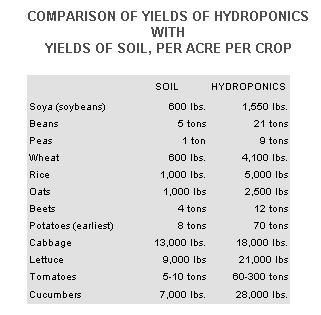 COMPARISON OF YIELDS OF HYDROPONICS
WITH
YIELDS OF SOIL, PER ACRE PER CROP
SOIL HYDROPONICS
Soya (soybeans) 600 lbs. 1,550 lbs.
Beans 5 tons 21 tons
Peas 1 ton 9 tons
Wheat 600 lbs. 4,100 lbs.
Rice 1,000 lbs. 5,000 lbs
Oats 1,000 lbs 2,500 lbs
Beets 4 tons 12 tons
Potatoes (earliest) 8 tons 70 tons
Cabbage 13,000 lbs. 18,000 lbs.
Lettuce 9,000 lbs 21,000 lbs
Tomatoes 5-10 tons 60-300 tons
Cucumbers 7,000 lbs. 28,000 lbs.